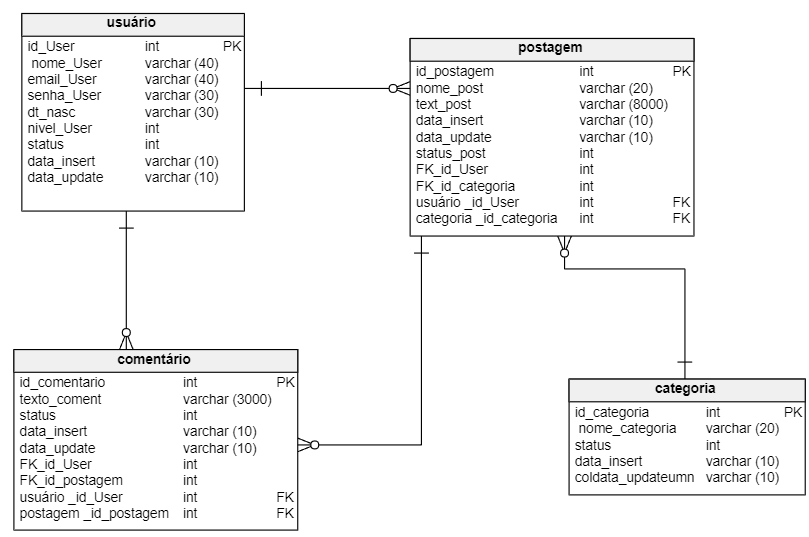 usuário
id_User int PK
nome_User varchar (40)
email_User varchar (40)
senha_User varchar (30)
dt_nasc varchar (30)
nivel_User int
status int
data_insert varchar (10)
data_update varchar (10)
postagem
id_postagem int PK
nome_post varchar (20)
text_post varchar (8000)
data_insert varchar (10)
data_update varchar (10)
status_post int
FK_id_User int
FK_id_categoria int
usuário _id_User int FK
categoria _id_categoria int FK
comentário
id_comentario int PK
texto_coment varchar (3000)
status int
data_insert varchar (10)
data_update varchar (10)
FK_id_User int
FK_id_postagem int
usuário _id_User int FK
postagem _id_postagem int FK
categoria
id_categoria int PK
nome_categoria varchar (20)
status int
data_insert varchar (10)
coldata_updateumn varchar (10)